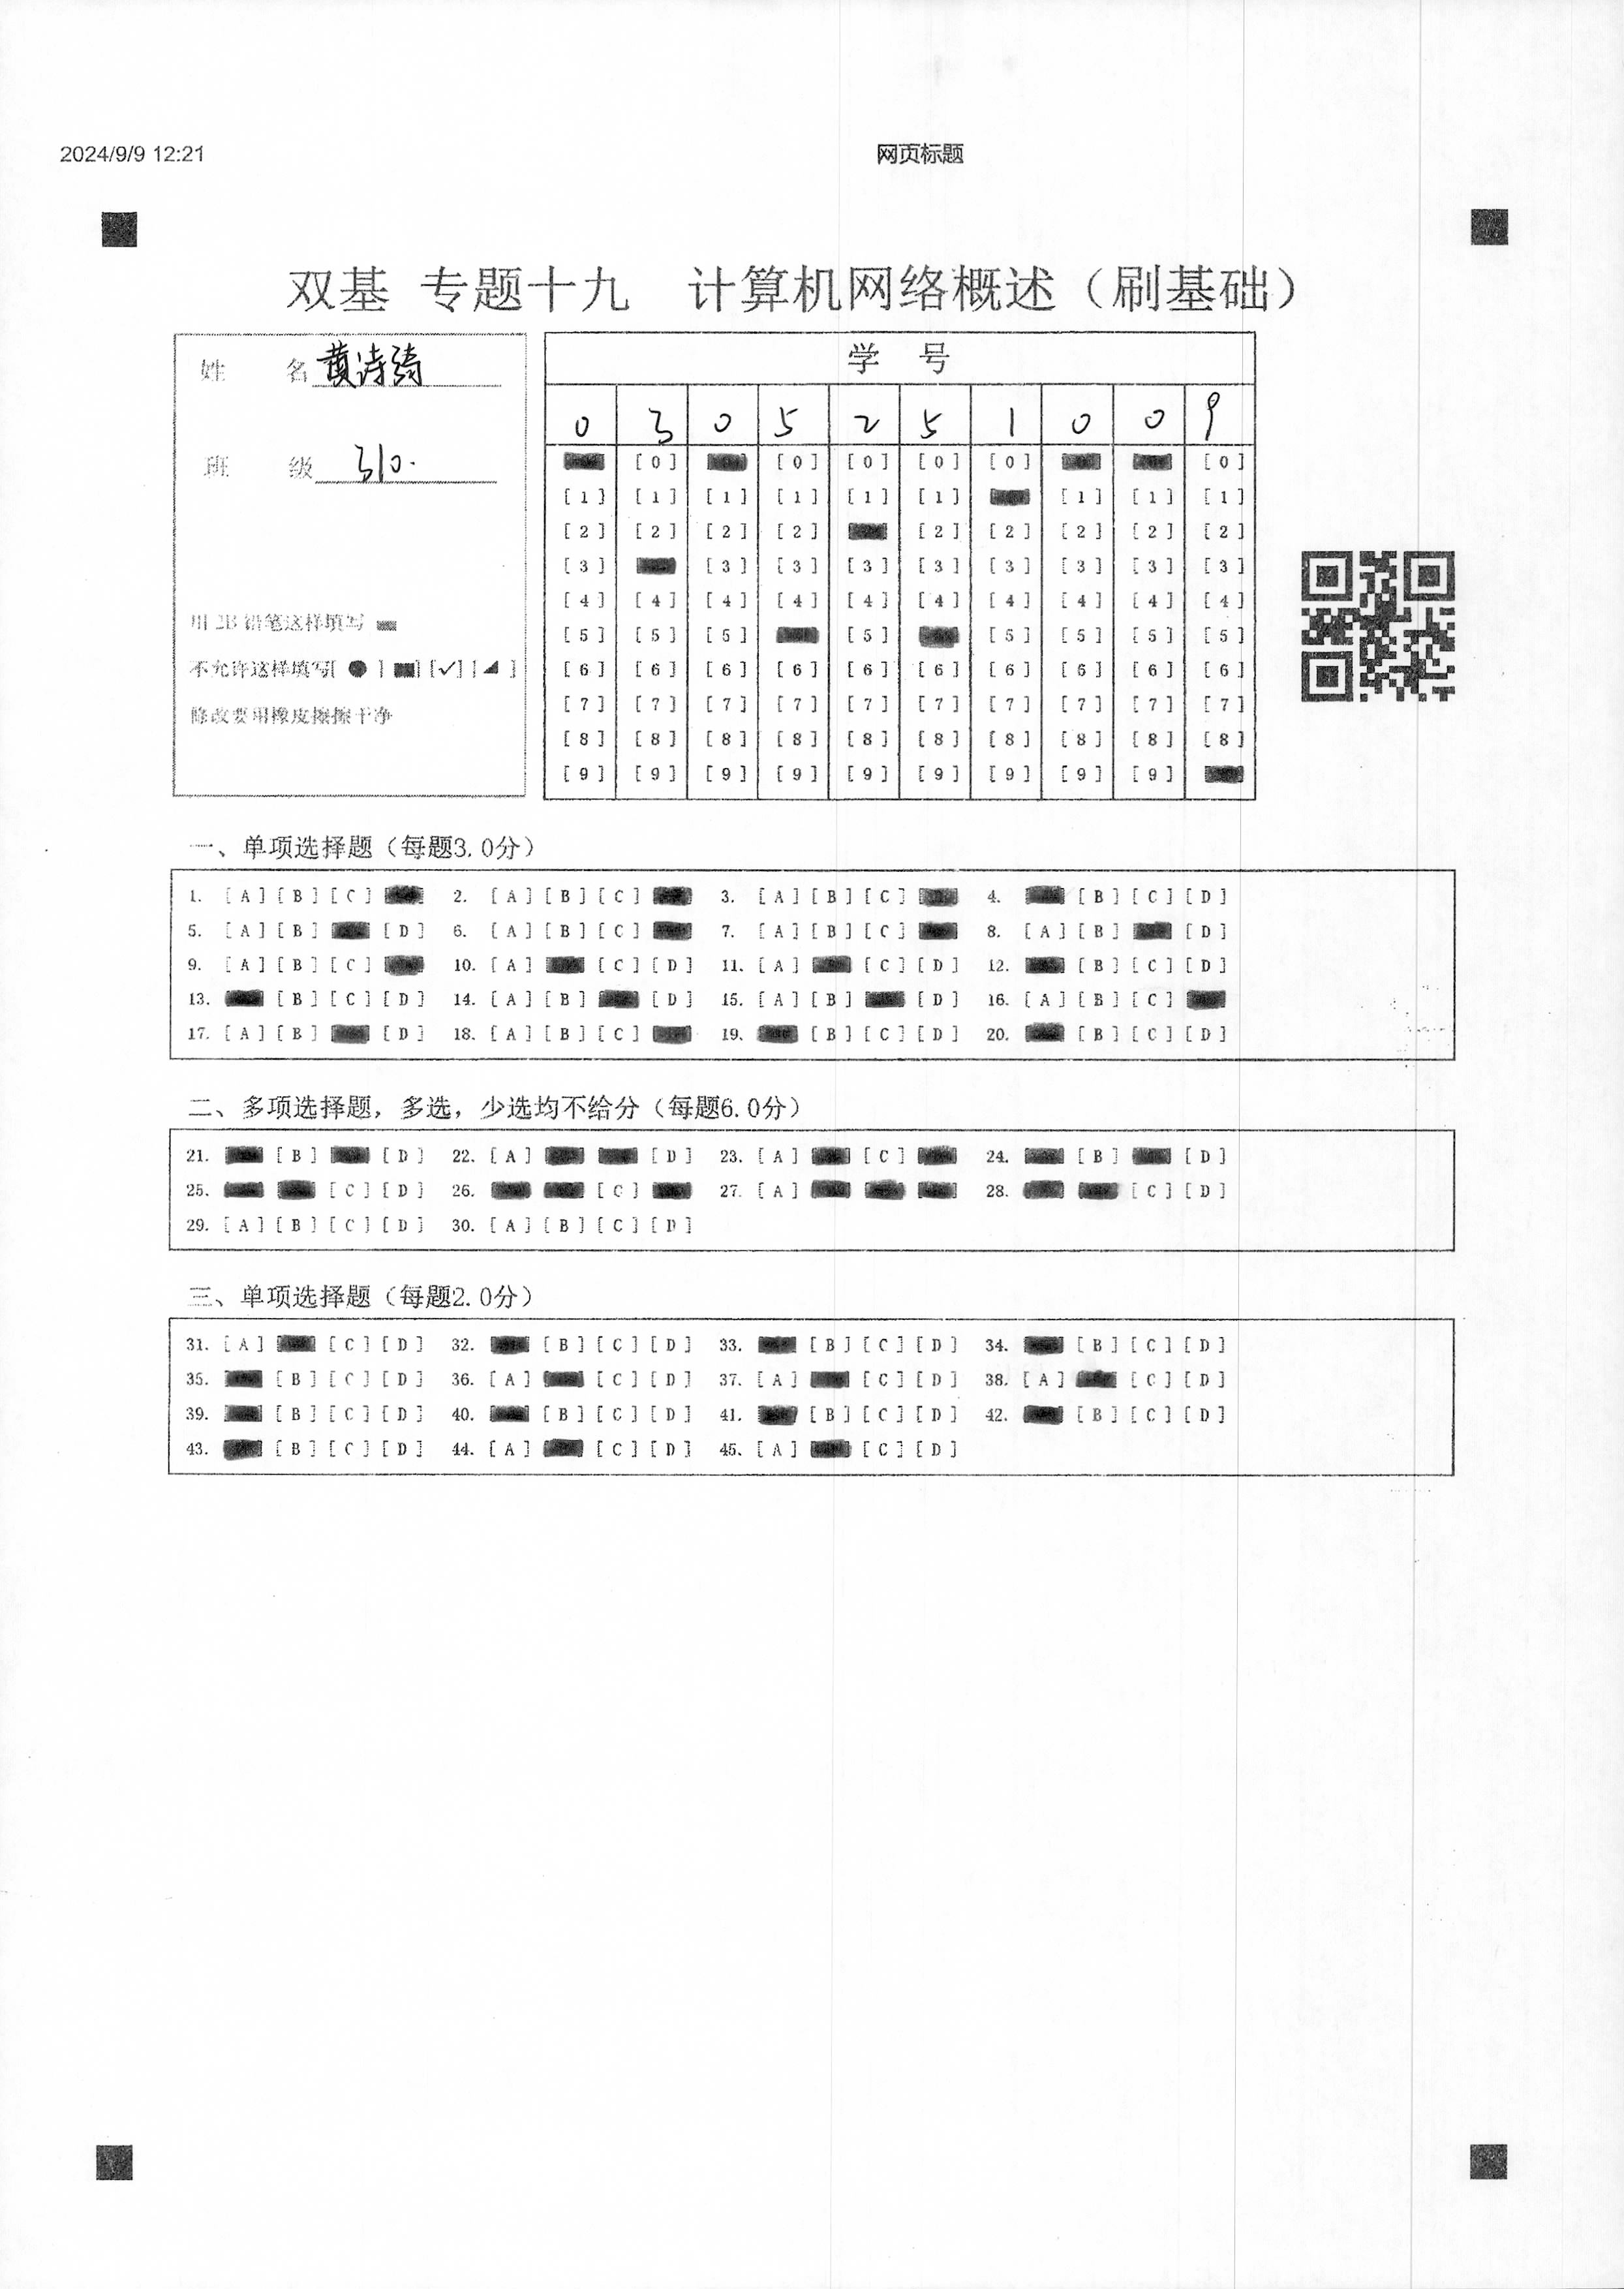 2024/9/9 12:21 网页标题
双基 专题十九 计算机网络概述（刷基础）
姓 名 黄诗绮
班 级 310.
用 2B 铅笔这样填写
不允许这样填写[ ● ] [■] [✓] [◢ ]
修改要用橡皮擦擦干净
学 号
0 3 0 5 2 5 1 0 0 9
[0] [0] [0] [0] [0] [0]
[1] [1] [1] [1] [1] [1] [1] [1] [1]
[2] [2] [2] [2] [2] [2] [2] [2] [2]
[3] [3] [3] [3] [3] [3] [3] [3] [3]
[4] [4] [4] [4] [4] [4] [4] [4] [4] [4]
[5] [5] [5] [5] [5] [5] [5] [5]
[6] [6] [6] [6] [6] [6] [6] [6] [6] [6]
[7] [7] [7] [7] [7] [7] [7] [7] [7] [7]
[8] [8] [8] [8] [8] [8] [8] [8] [8] [8]
[9] [9] [9] [9] [9] [9] [9] [9] [9]
一、单项选择题（每题3.0分）
1. [A] [B] [C] 2. [A] [B] [C] 3. [A] [B] [C] 4. [B] [C] [D]
5. [A] [B] [D] 6. [A] [B] [C] 7. [A] [B] [C] 8. [A] [B] [D]
9. [A] [B] [C] 10. [A] [C] [D] 11. [A] [C] [D] 12. [B] [C] [D]
13. [B] [C] [D] 14. [A] [B] [D] 15. [A] [B] [D] 16. [A] [B] [C]
17. [A] [B] [D] 18. [A] [B] [C] 19. [B] [C] [D] 20. [B] [C] [D]
二、多项选择题，多选，少选均不给分（每题6.0分）
21. [B] [D] 22. [A] [D] 23. [A] [C] 24. [B] [D]
25. [C] [D] 26. [C] 27. [A] 28. [C] [D]
29. [A] [B] [C] [D] 30. [A] [B] [C] [D]
三、单项选择题（每题2.0分）
31. [A] [C] [D] 32. [B] [C] [D] 33. [B] [C] [D] 34. [B] [C] [D]
35. [B] [C] [D] 36. [A] [C] [D] 37. [A] [C] [D] 38. [A] [C] [D]
39. [B] [C] [D] 40. [B] [C] [D] 41. [B] [C] [D] 42. [B] [C] [D]
43. [B] [C] [D] 44. [A] [C] [D] 45. [A] [C] [D]